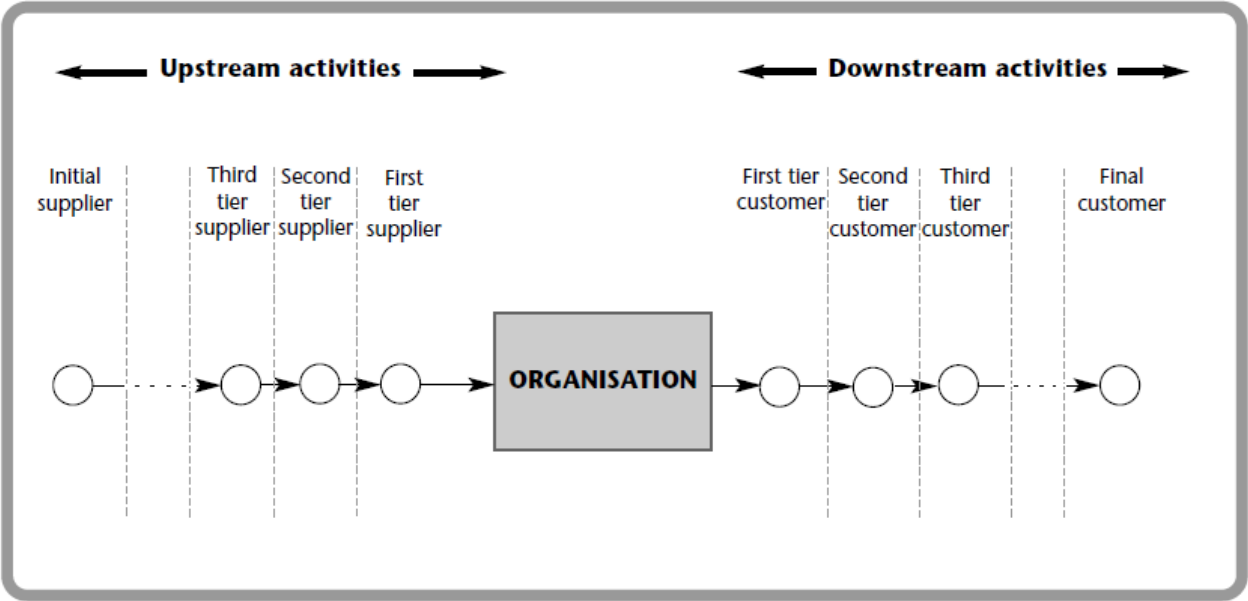 Upstream activities
Downstream activities
Initial
supplier
Third
tier
supplier
Second
tier
supplier
First
tier
supplier
First tier
customer
Second
tier
customer
Third
tier
customer
Final
customer
ORGANISATION